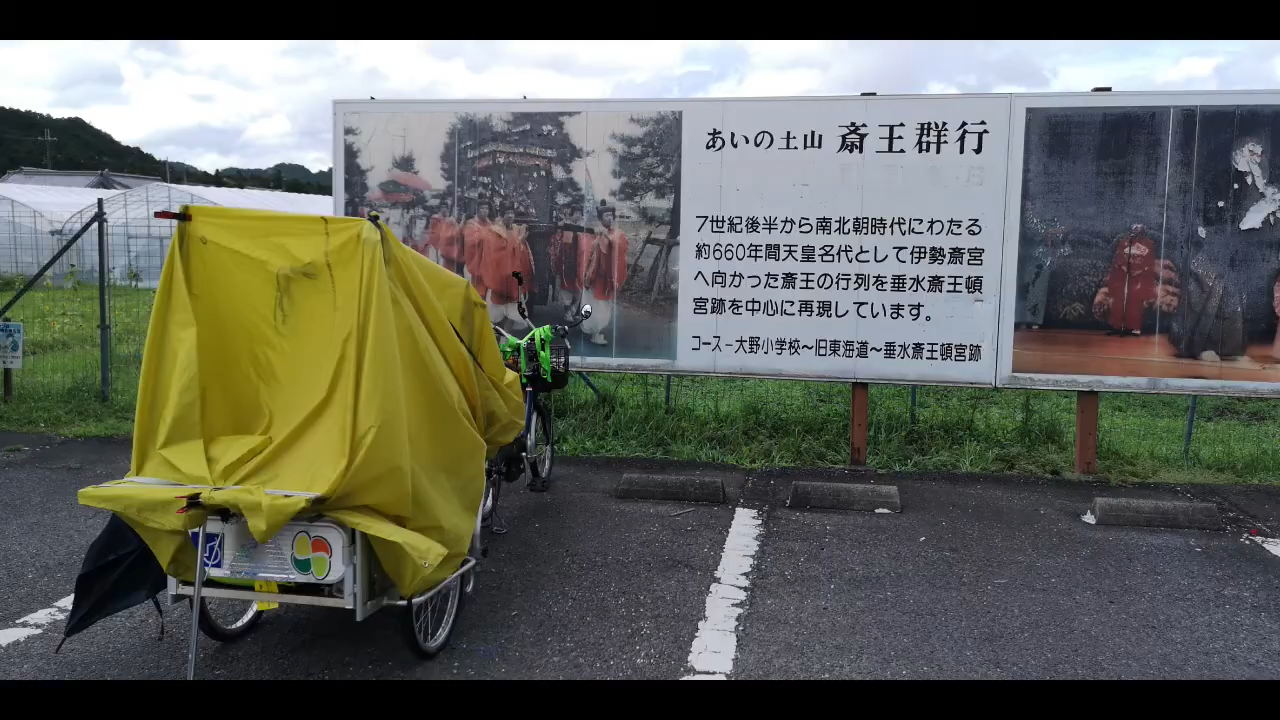 あいの土山 斎王群行
7世紀後半から南北朝時代にわたる
約660年間天皇名代として伊勢斎宮
へ向かった斎王の行列を垂水斎王頓
宮跡を中心に再現しています。
コース－大野小学校～旧東海道～垂水斎王頓宮跡